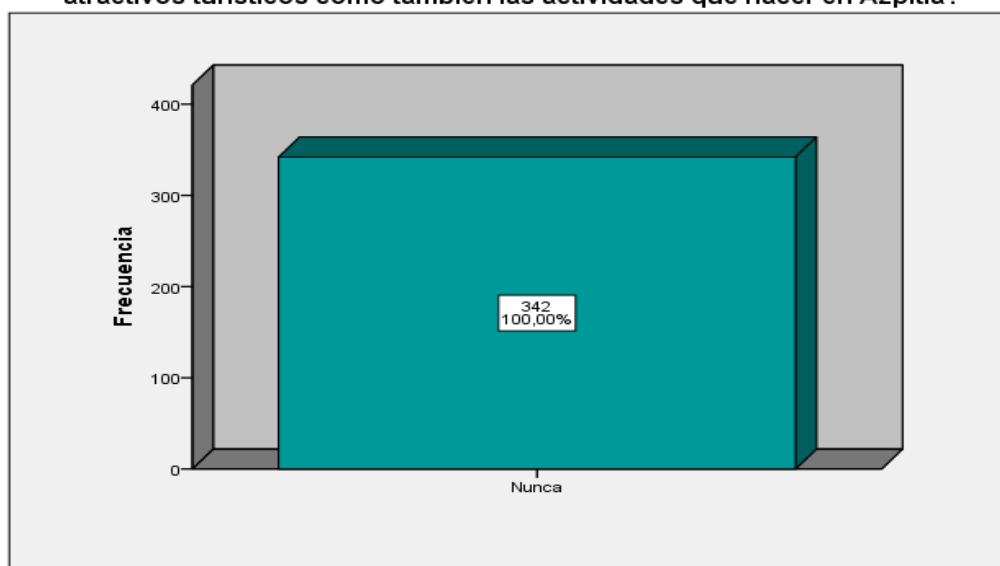 atractivos turísticos como también las actividades que hacer en Azpitia?
400
300
200
100
0
Frecuencia
342
100,00%
Nunca